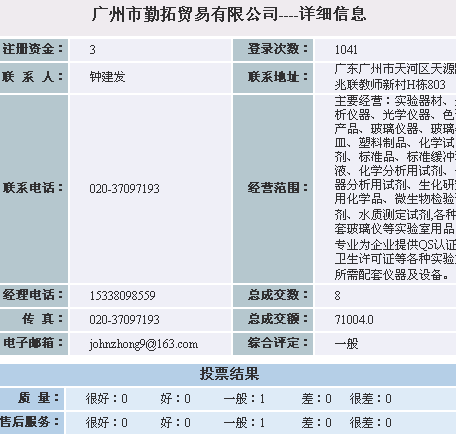 广州市勤拓贸易有限公司----详细信息
注册资金： 3 登录次数： 1041
联 系 人： 钟建发 联系地址： 广东广州市天河区天源
兆联教师新村H栋803
联系电话： 020-37097193 经营范围： 主要经营：实验器材、
析仪器、光学仪器、色
产品、玻璃仪器、玻璃
皿、塑料制品、化学试
剂、标准品、标准缓冲
液、化学分析用试剂、
器分析用试剂、生化研
用化学品、微生物检验
剂、水质测定试剂,各种
套玻璃仪等实验室用品
专业为企业提供QS认证
卫生许可证等各种实验
所需配套仪器及设备。
经理电话： 15338098559 总成交数： 8
传 真： 020-37097193 总成交额： 71004.0
电子邮箱： johnzhong9@163.com 综合评定： 一般
投票结果
质 量： 很好：0 好：0 一般：1 差：0 很差：0
售后服务： 很好：0 好：0 一般：1 差：0 很差：0